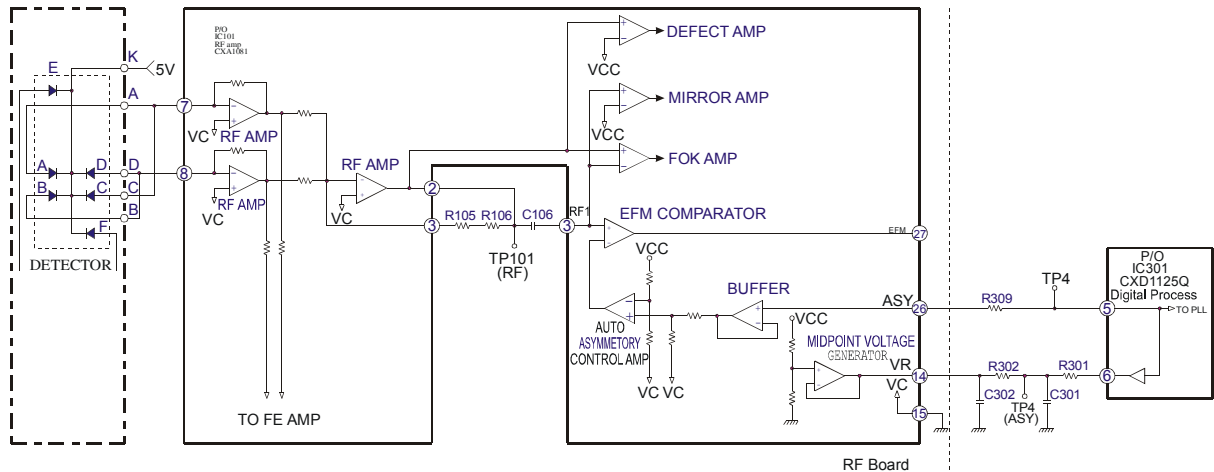 P/O
IC101
RF amp
CXA1081
DEFECT AMP
VCC
K
5V
E
A
7
VC
RF AMP
MIRROR AMP
VCC
A
D
D
8
RF AMP
FOK AMP
B
C
C
VC
RF AMP
VC
2
B
F
3
R105
R106
C106
3
RF1
EFM COMPARATOR
EFM
27
DETECTOR
TP101
(RF)
VCC
P/O
IC301
CXD1125Q
Digital Process
TP4
BUFFER
ASY
26
R309
5
TO PLL
AUTO
ASYMMETORY
CONTROL AMP
VCC
MIDPOINT VOLTAGE
GENERATOR
VR
14
R302
R301
6
VC
VC
VC
15
C302
TP4
(ASY)
C301
TO FE AMP
RF Board